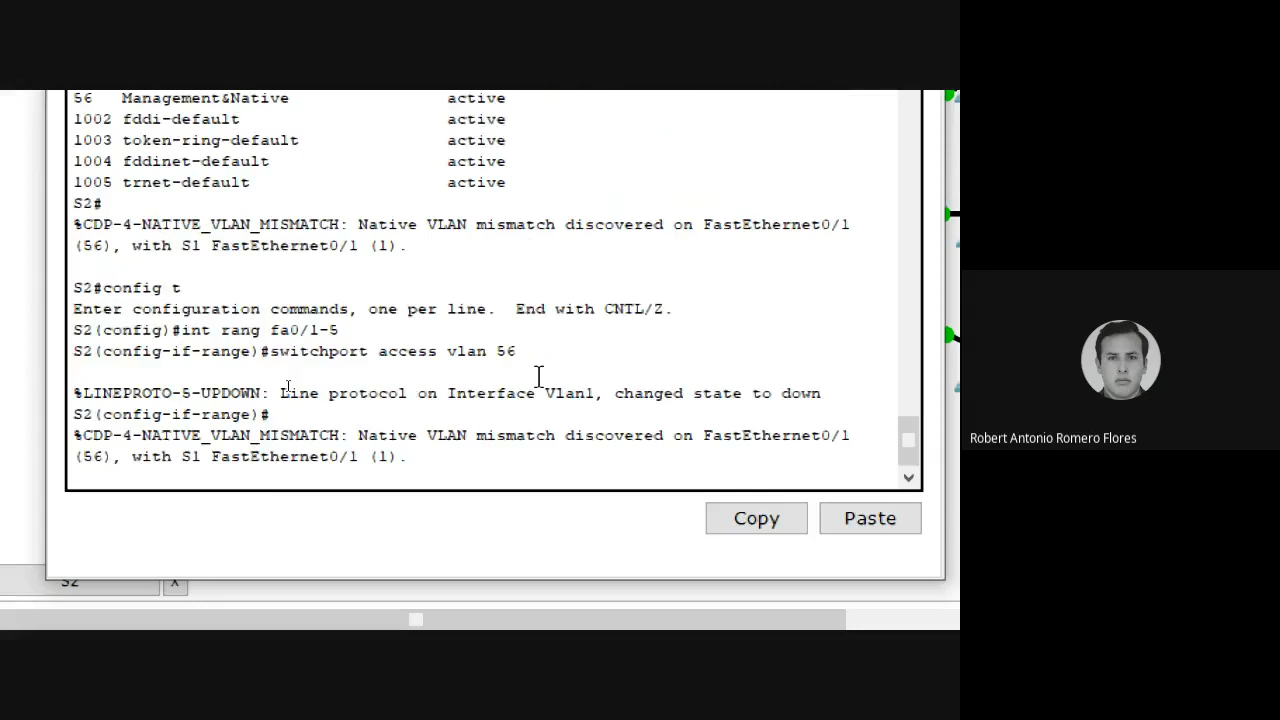 56   Management&Native                active
1002 fddi-default                     active
1003 token-ring-default               active
1004 fddinet-default                  active
1005 trnet-default                    active
S2#
%CDP-4-NATIVE_VLAN_MISMATCH: Native VLAN mismatch discovered on FastEthernet0/1
(56), with S1 FastEthernet0/1 (1).
S2#config t
Enter configuration commands, one per line.  End with CNTL/Z.
S2(config)#int rang fa0/1-5
S2(config-if-range)#switchport access vlan 56
%LINEPROTO-5-UPDOWN: Line protocol on Interface Vlan1, changed state to down
S2(config-if-range)#
%CDP-4-NATIVE_VLAN_MISMATCH: Native VLAN mismatch discovered on FastEthernet0/1
(56), with S1 FastEthernet0/1 (1).
Copy
Paste
S2
X
Robert Antonio Romero Flores